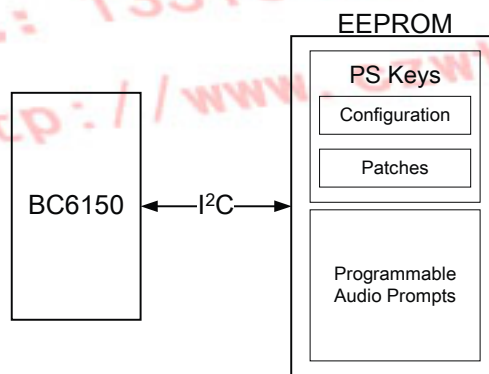 EEPROM
PS Keys
Configuration
Patches
BC6150
I²C
Programmable
Audio Prompts